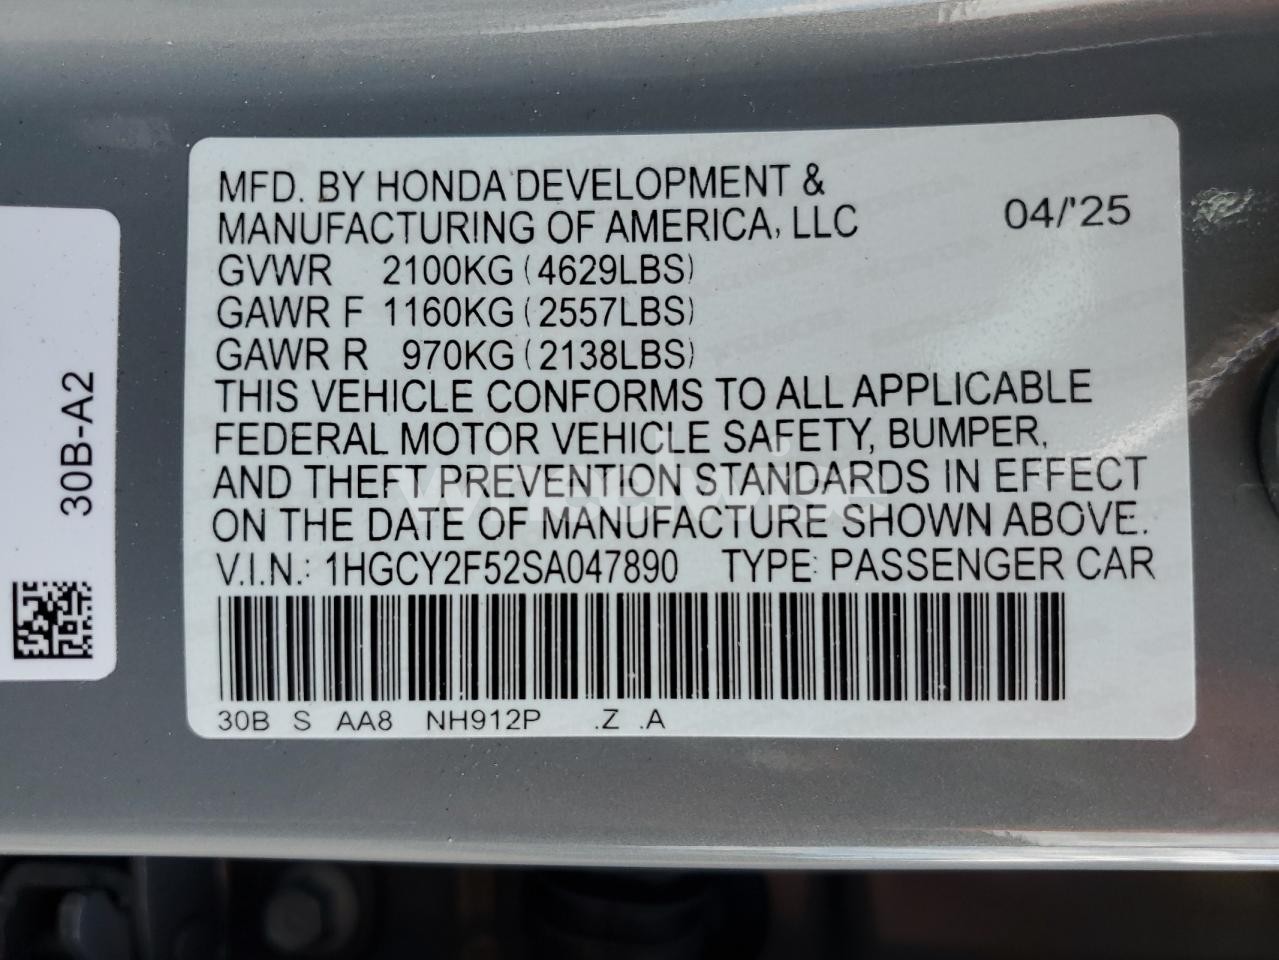 MFD. BY HONDA DEVELOPMENT &
MANUFACTURING OF AMERICA, LLC
04/'25
GVWR 2100KG (4629LBS)
GAWR F 1160KG (2557LBS)
GAWR R 970KG (2138LBS)
THIS VEHICLE CONFORMS TO ALL APPLICABLE
FEDERAL MOTOR VEHICLE SAFETY, BUMPER,
AND THEFT PREVENTION STANDARDS IN EFFECT
ON THE DATE OF MANUFACTURE SHOWN ABOVE.
V.I.N.: 1HGCY2F52SA047890 TYPE: PASSENGER CAR
30B S AA8 NH912P .Z .A
30B-A2